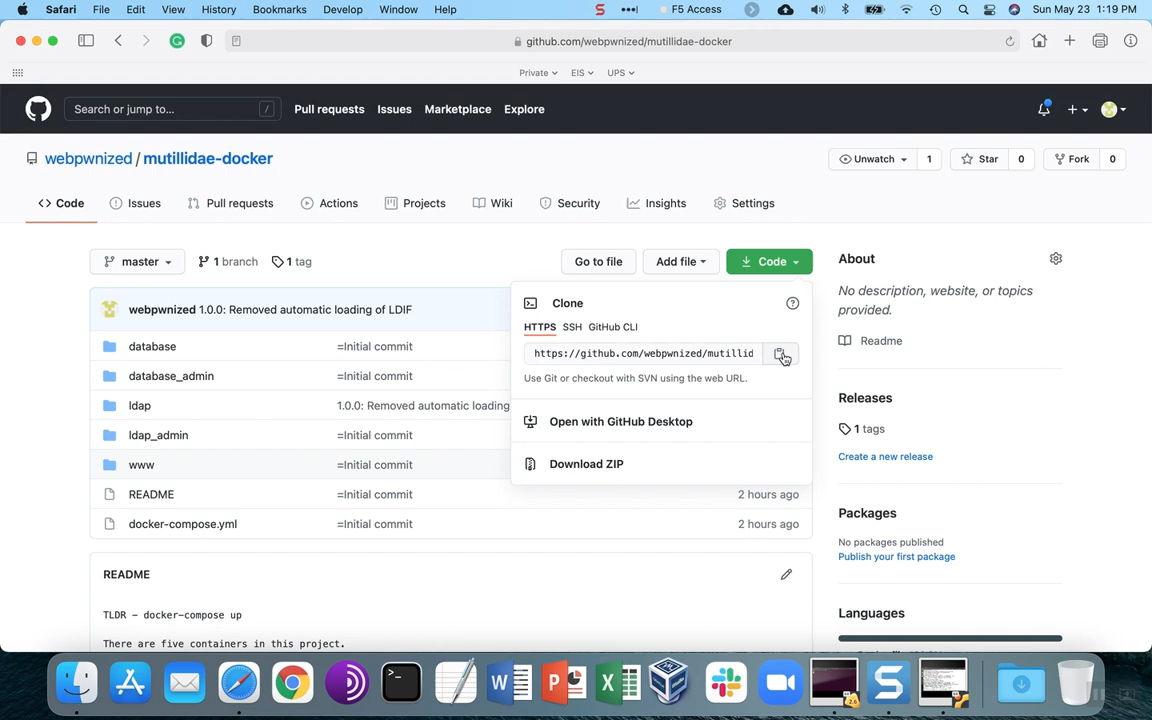 Safari File Edit View History Bookmarks Develop Window Help F5 Access Sun May 23 1:19 PM
github.com/webpwnized/mutillidae-docker
Private EIS UPS
Search or jump to... / Pull requests Issues Marketplace Explore
webpwnized / mutillidae-docker
Unwatch 1 Star 0 Fork 0
Code Issues Pull requests Actions Projects Wiki Security Insights Settings
master 1 branch 1 tag Go to file Add file Code
webpwnized 1.0.0: Removed automatic loading of LDIF
database =Initial commit
database_admin =Initial commit
ldap 1.0.0: Removed automatic loading
ldap_admin =Initial commit
www =Initial commit
README =Initial commit 2 hours ago
docker-compose.yml =Initial commit 2 hours ago
Clone
HTTPS SSH GitHub CLI
https://github.com/webpwnized/mutillid
Use Git or checkout with SVN using the web URL.
Open with GitHub Desktop
Download ZIP
README
TLDR - docker-compose up
There are five containers in this project.
About
No description, website, or topics
provided.
Readme
Releases
1 tags
Create a new release
Packages
No packages published
Publish your first package
Languages